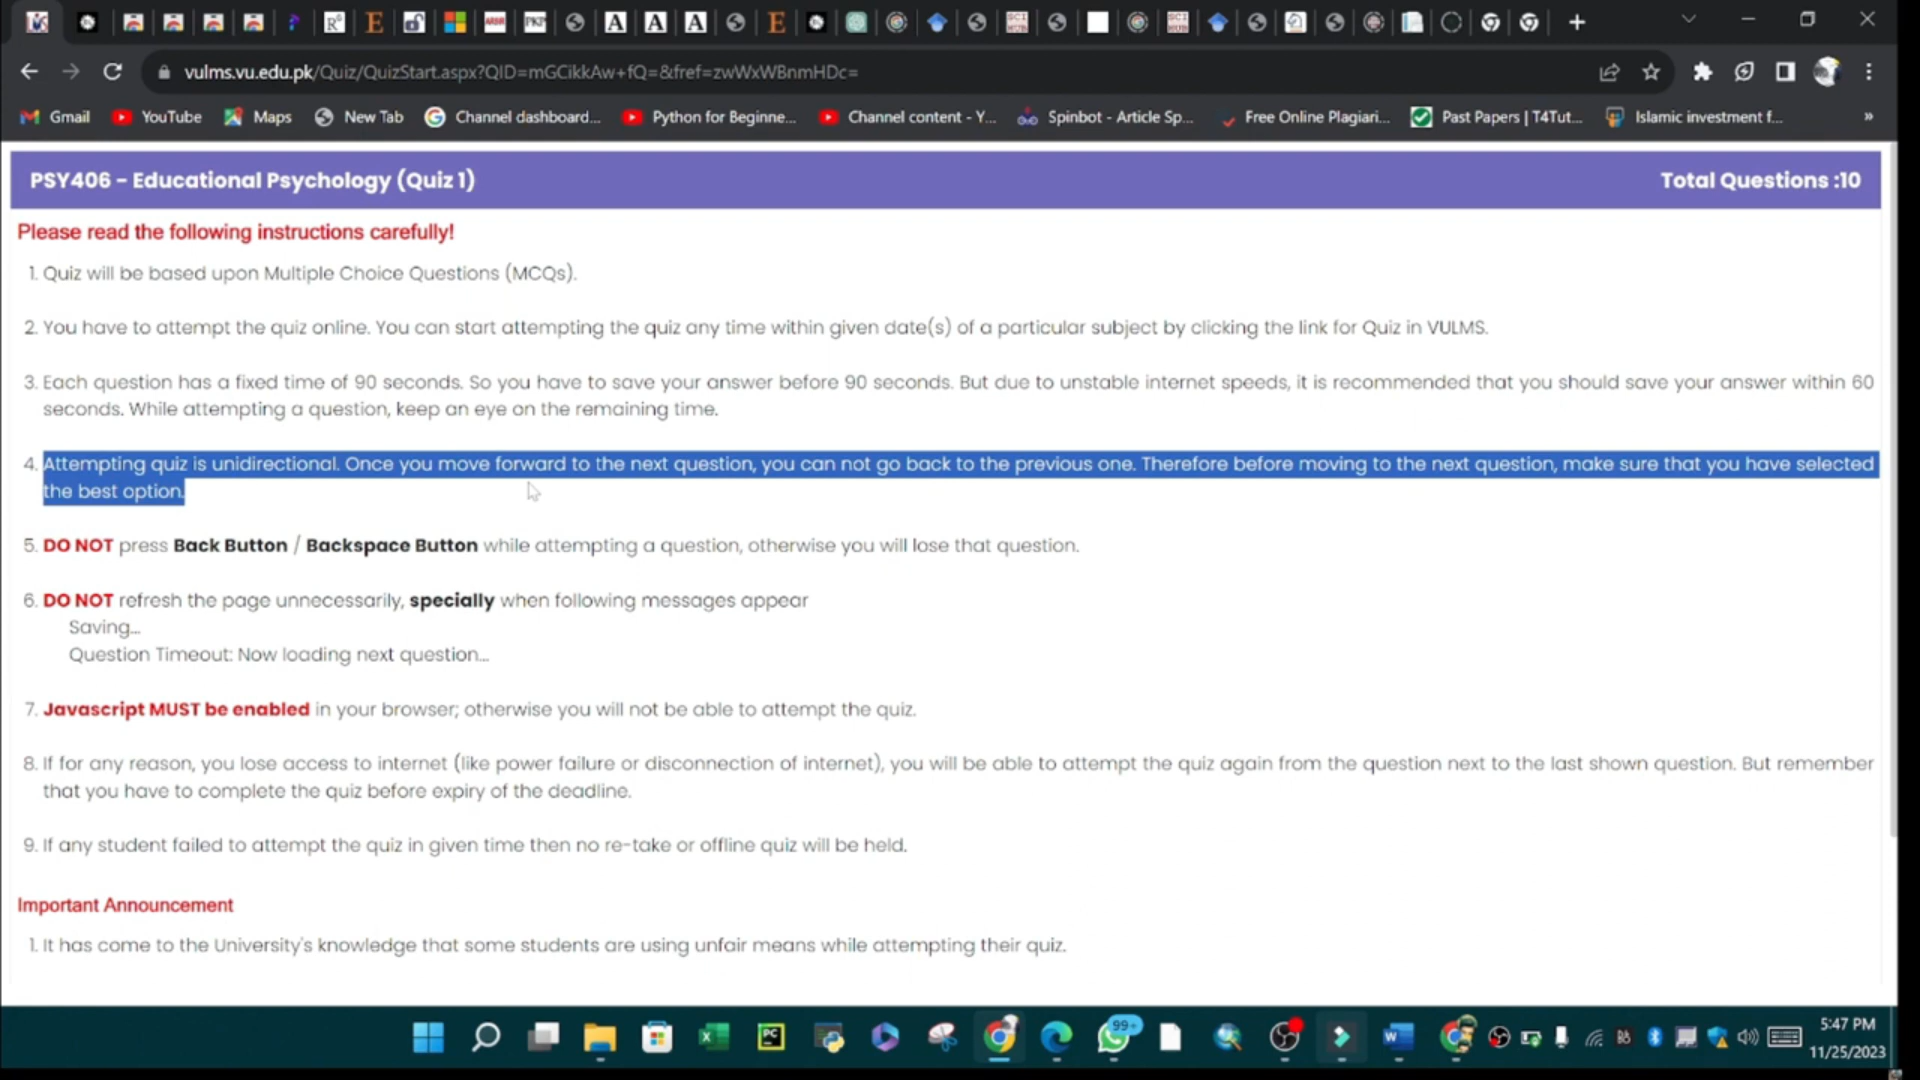 vulms.vu.edu.pk/Quiz/QuizStart.aspx?QID=mGCikkAw+fQ=&fref=zwWxWBnmHDc=
Gmail YouTube Maps New Tab Channel dashboard... Python for Beginne... Channel content - Y... Spinbot - Article Sp... Free Online Plagiari... Past Papers | T4Tut... Islamic investment f... »
PSY406 - Educational Psychology (Quiz 1) Total Questions :10
Please read the following instructions carefully!
1. Quiz will be based upon Multiple Choice Questions (MCQs).
2. You have to attempt the quiz online. You can start attempting the quiz any time within given date(s) of a particular subject by clicking the link for Quiz in VULMS.
3. Each question has a fixed time of 90 seconds. So you have to save your answer before 90 seconds. But due to unstable internet speeds, it is recommended that you should save your answer within 60
seconds. While attempting a question, keep an eye on the remaining time.
4. Attempting quiz is unidirectional. Once you move forward to the next question, you can not go back to the previous one. Therefore before moving to the next question, make sure that you have selected
the best option.
5. DO NOT press Back Button / Backspace Button while attempting a question, otherwise you will lose that question.
6. DO NOT refresh the page unnecessarily, specially when following messages appear
Saving...
Question Timeout: Now loading next question...
7. Javascript MUST be enabled in your browser; otherwise you will not be able to attempt the quiz.
8. If for any reason, you lose access to internet (like power failure or disconnection of internet), you will be able to attempt the quiz again from the question next to the last shown question. But remember
that you have to complete the quiz before expiry of the deadline.
9. If any student failed to attempt the quiz in given time then no re-take or offline quiz will be held.
Important Announcement
1. It has come to the University's knowledge that some students are using unfair means while attempting their quiz.
99+
5:47 PM
11/25/2023